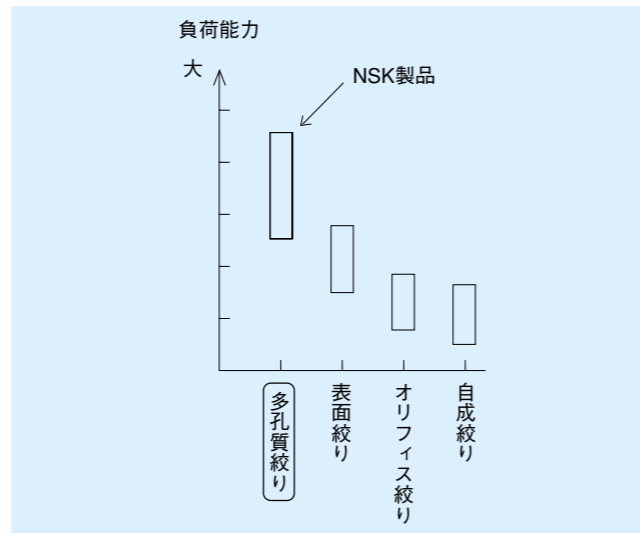 負荷能力
大
NSK製品
多孔質絞り
表面絞り
オリフィス絞り
自成絞り